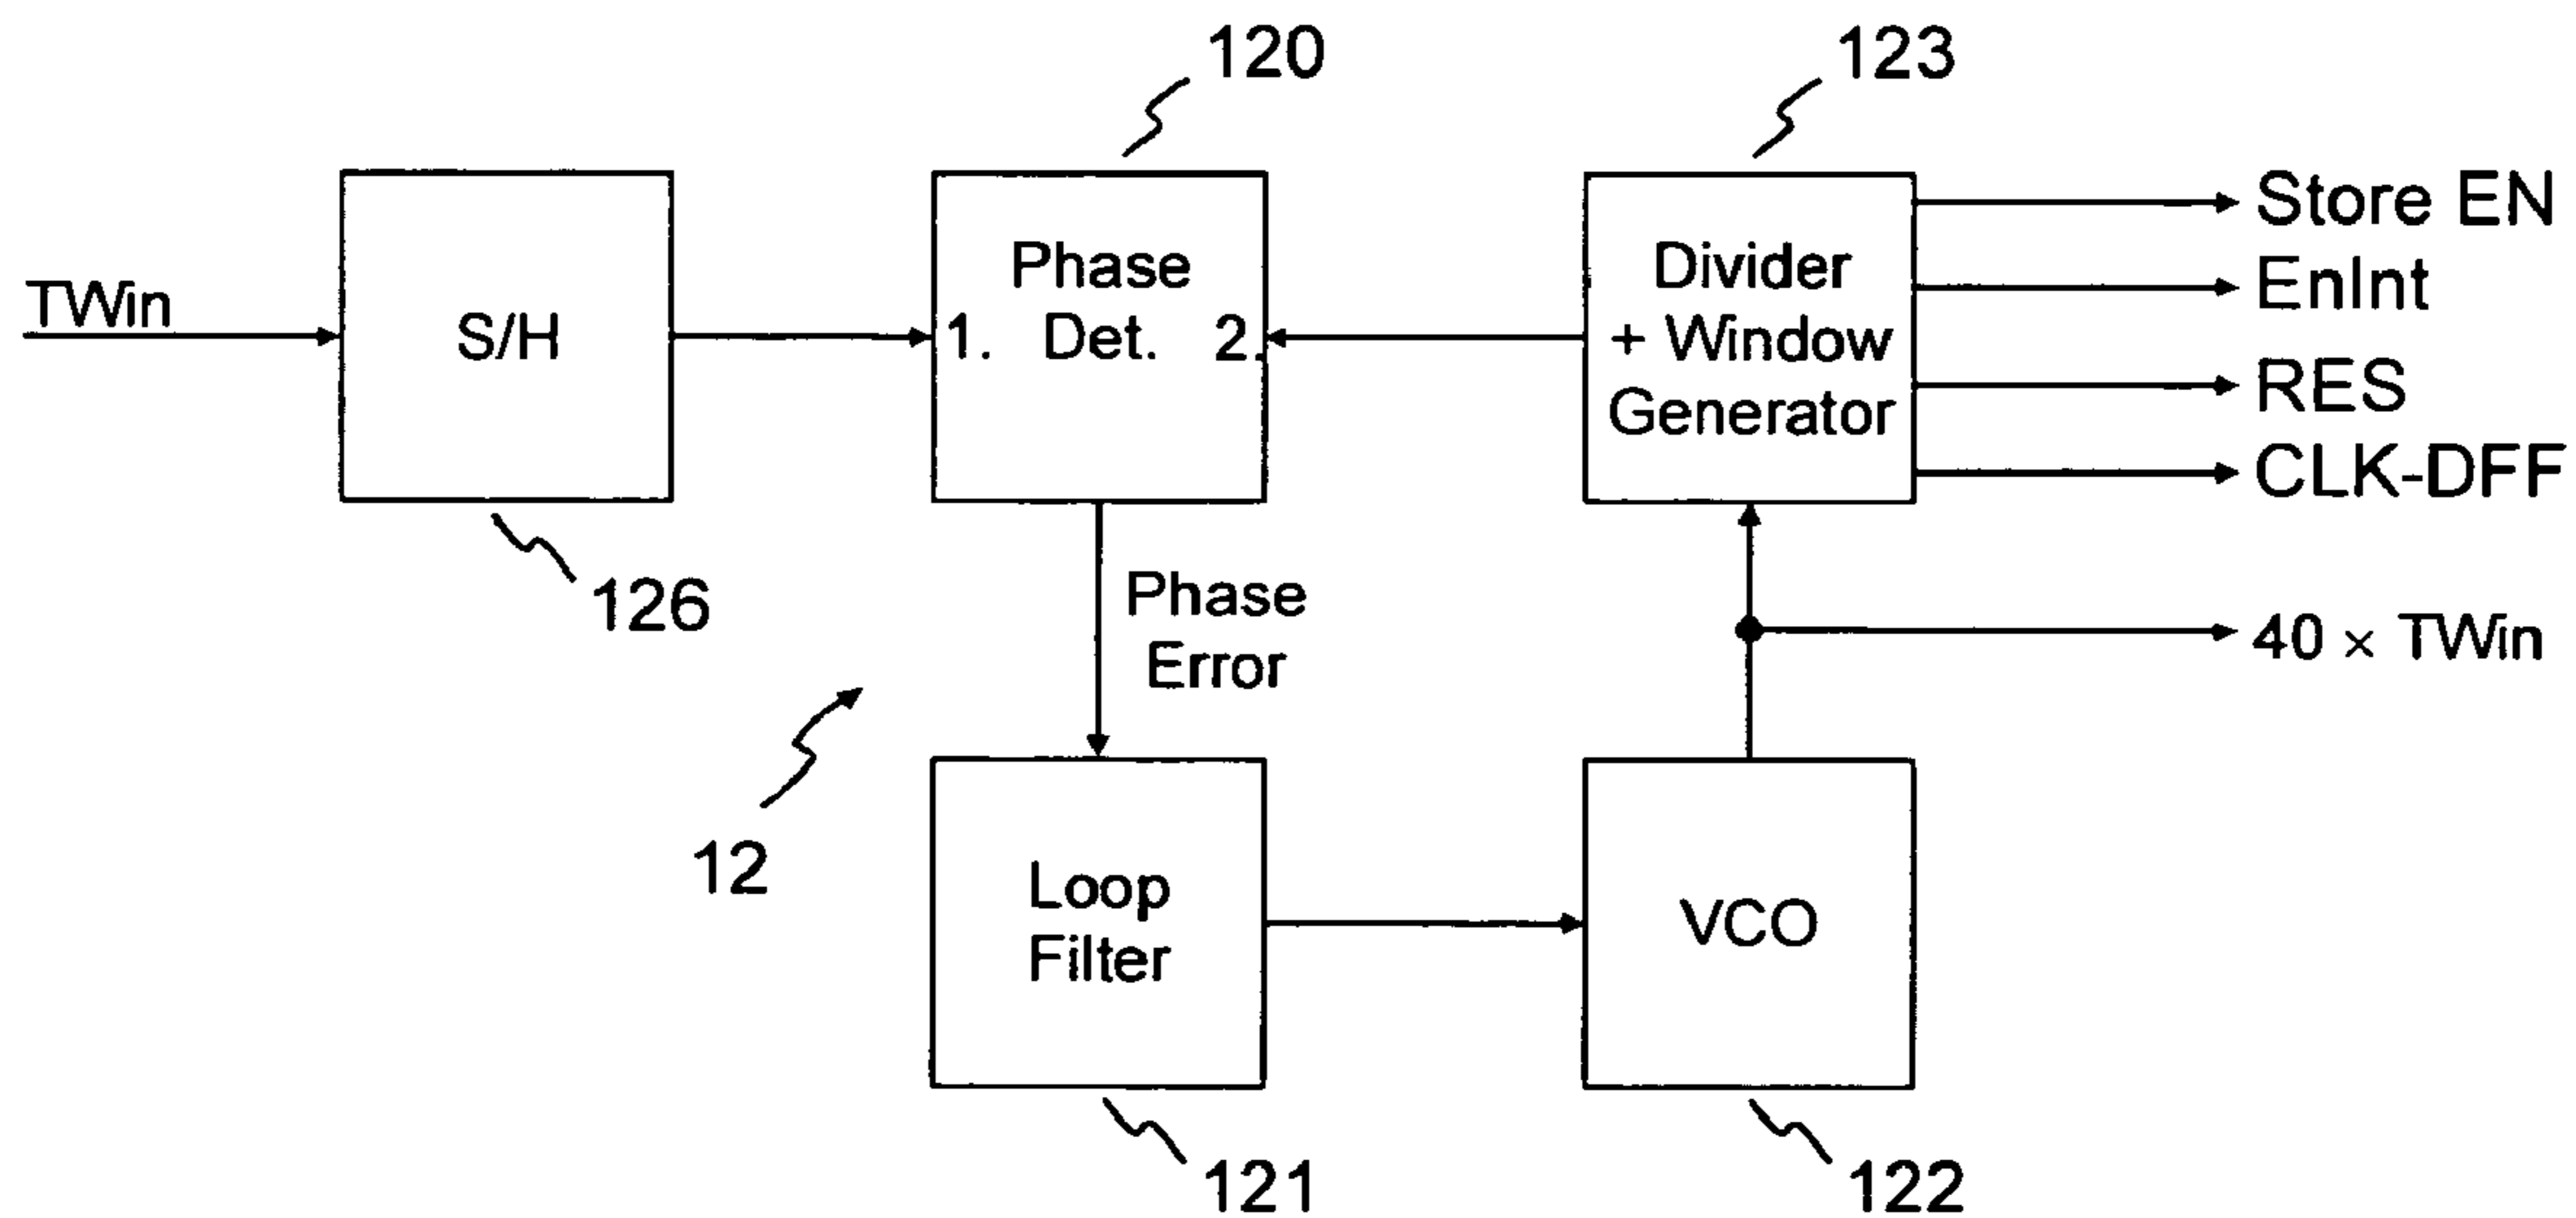 120
123
TWin
S/H
1. Phase Det. 2.
Divider
+ Window
Generator
Store EN
EnInt
RES
CLK-DFF
126
Phase
Error
40 × TWin
12
Loop
Filter
VCO
121
122